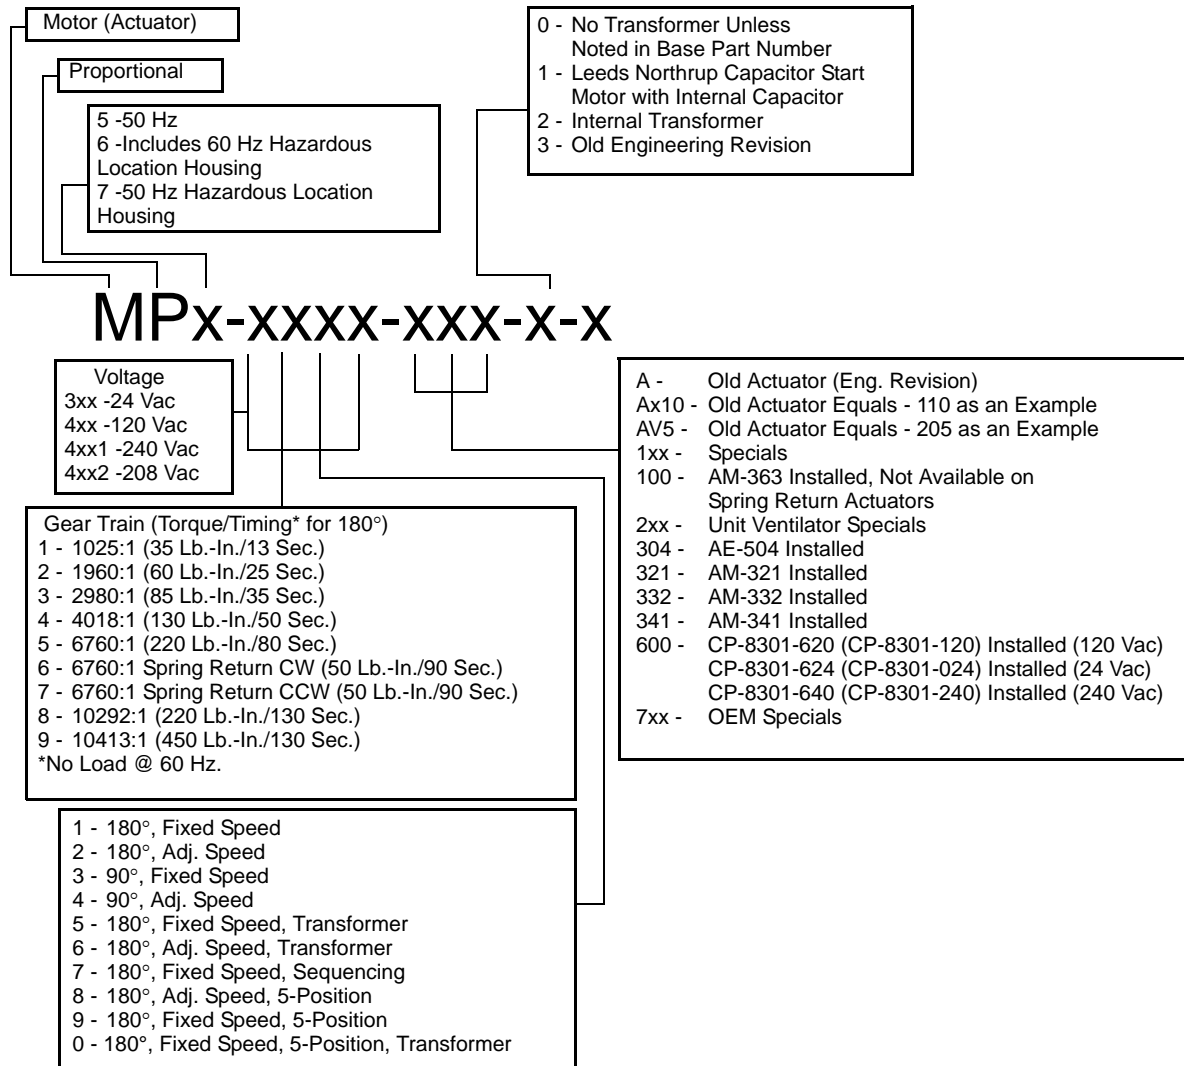 Motor (Actuator)
Proportional
5 -50 Hz
6 -Includes 60 Hz Hazardous
Location Housing
7 -50 Hz Hazardous Location
Housing
0 - No Transformer Unless
Noted in Base Part Number
1 - Leeds Northrup Capacitor Start
Motor with Internal Capacitor
2 - Internal Transformer
3 - Old Engineering Revision
MPx-xxxx-xxx-x-x
Voltage
3xx -24 Vac
4xx -120 Vac
4xx1 -240 Vac
4xx2 -208 Vac
A - Old Actuator (Eng. Revision)
Ax10 - Old Actuator Equals - 110 as an Example
AV5 - Old Actuator Equals - 205 as an Example
1xx - Specials
100 - AM-363 Installed, Not Available on
Spring Return Actuators
2xx - Unit Ventilator Specials
304 - AE-504 Installed
321 - AM-321 Installed
332 - AM-332 Installed
341 - AM-341 Installed
600 - CP-8301-620 (CP-8301-120) Installed (120 Vac)
CP-8301-624 (CP-8301-024) Installed (24 Vac)
CP-8301-640 (CP-8301-240) Installed (240 Vac)
7xx - OEM Specials
Gear Train (Torque/Timing* for 180°)
1 - 1025:1 (35 Lb.-In./13 Sec.)
2 - 1960:1 (60 Lb.-In./25 Sec.)
3 - 2980:1 (85 Lb.-In./35 Sec.)
4 - 4018:1 (130 Lb.-In./50 Sec.)
5 - 6760:1 (220 Lb.-In./80 Sec.)
6 - 6760:1 Spring Return CW (50 Lb.-In./90 Sec.)
7 - 6760:1 Spring Return CCW (50 Lb.-In./90 Sec.)
8 - 10292:1 (220 Lb.-In./130 Sec.)
9 - 10413:1 (450 Lb.-In./130 Sec.)
*No Load @ 60 Hz.
1 - 180°, Fixed Speed
2 - 180°, Adj. Speed
3 - 90°, Fixed Speed
4 - 90°, Adj. Speed
5 - 180°, Fixed Speed, Transformer
6 - 180°, Adj. Speed, Transformer
7 - 180°, Fixed Speed, Sequencing
8 - 180°, Adj. Speed, 5-Position
9 - 180°, Fixed Speed, 5-Position
0 - 180°, Fixed Speed, 5-Position, Transformer